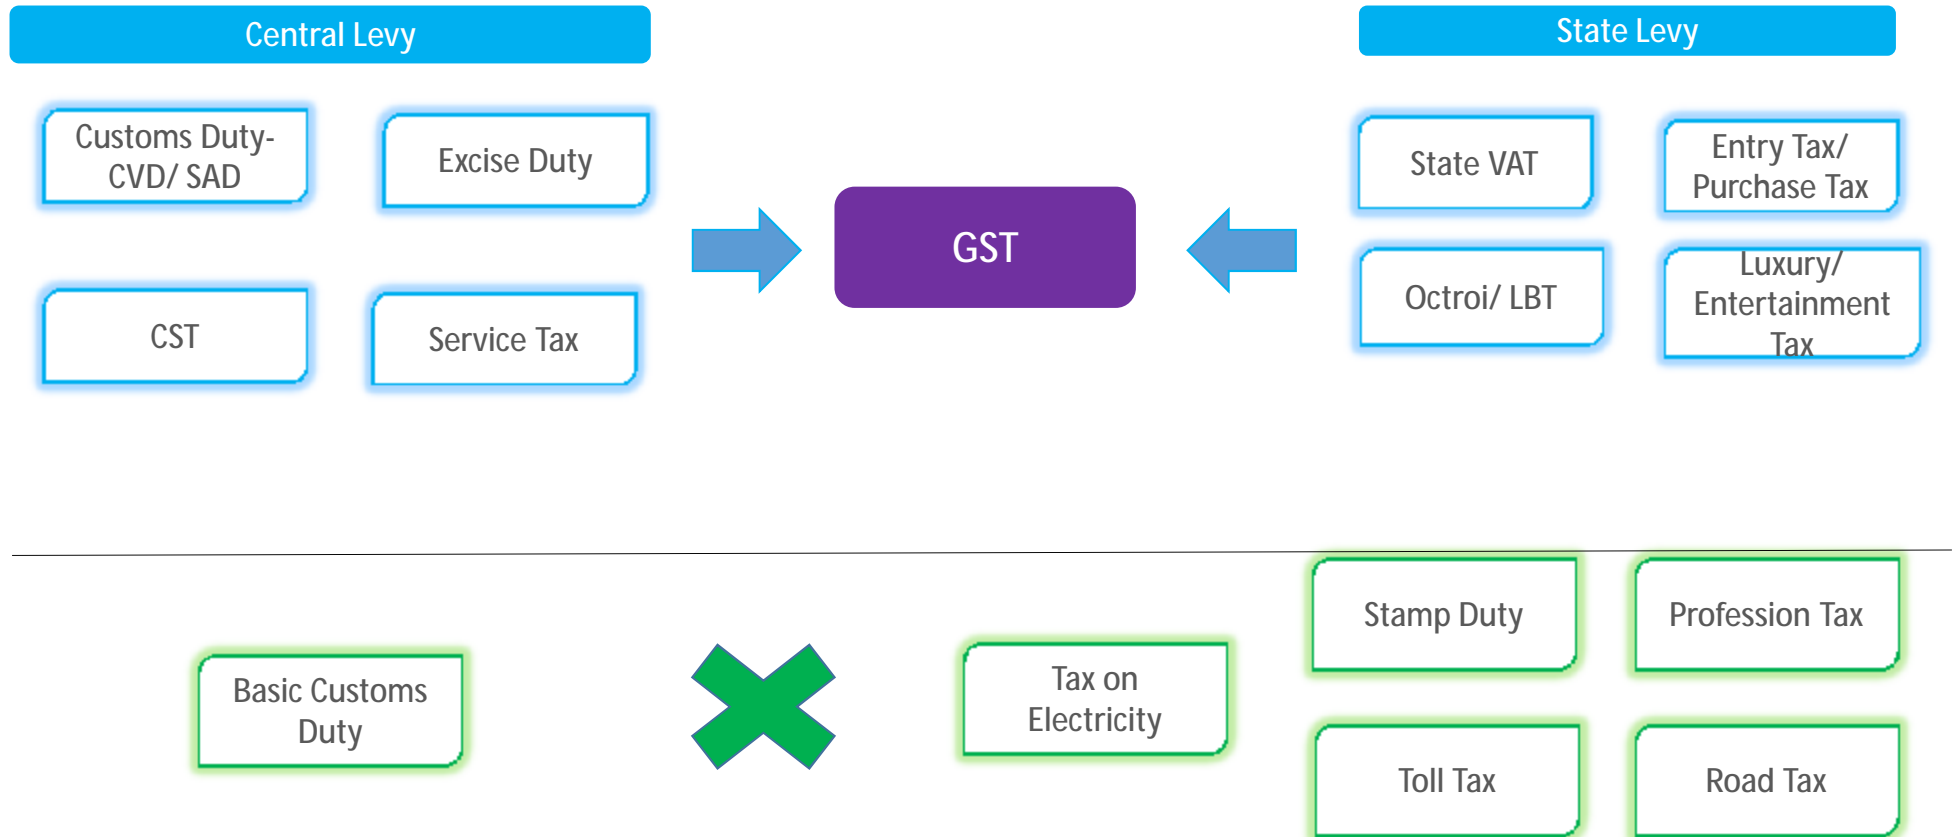 Central Levy
State Levy
Customs Duty-
CVD/ SAD
Excise Duty
State VAT
Entry Tax/
Purchase Tax
GST
CST
Service Tax
Octroi/ LBT
Luxury/
Entertainment
Tax
Basic Customs
Duty
Tax on
Electricity
Stamp Duty
Profession Tax
Toll Tax
Road Tax